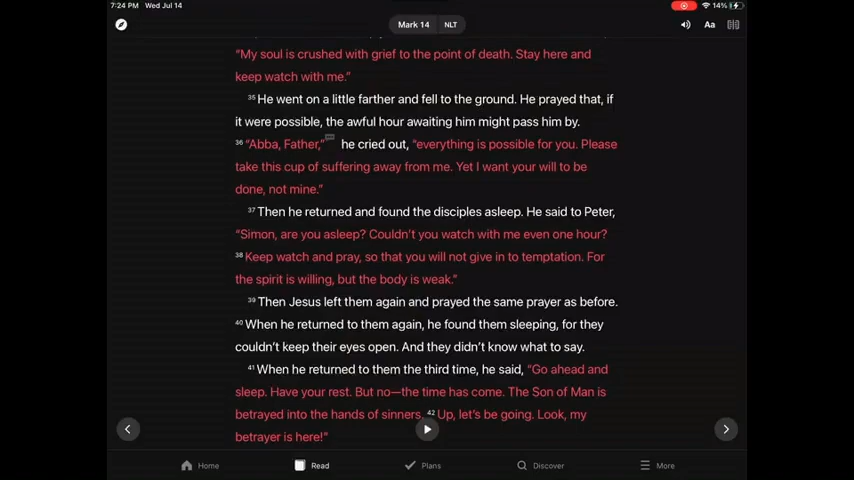 7:24 PM Wed Jul 14 14%
Mark 14 NLT Aa
“My soul is crushed with grief to the point of death. Stay here and
keep watch with me.”
35 He went on a little farther and fell to the ground. He prayed that, if
it were possible, the awful hour awaiting him might pass him by.
36 “Abba, Father,” he cried out, “everything is possible for you. Please
take this cup of suffering away from me. Yet I want your will to be
done, not mine.”
37 Then he returned and found the disciples asleep. He said to Peter,
“Simon, are you asleep? Couldn’t you watch with me even one hour?
38 Keep watch and pray, so that you will not give in to temptation. For
the spirit is willing, but the body is weak.”
39 Then Jesus left them again and prayed the same prayer as before.
40 When he returned to them again, he found them sleeping, for they
couldn’t keep their eyes open. And they didn’t know what to say.
41 When he returned to them the third time, he said, “Go ahead and
sleep. Have your rest. But no—the time has come. The Son of Man is
betrayed into the hands of sinners. 42 Up, let’s be going. Look, my
betrayer is here!”
Home Read Plans Discover More